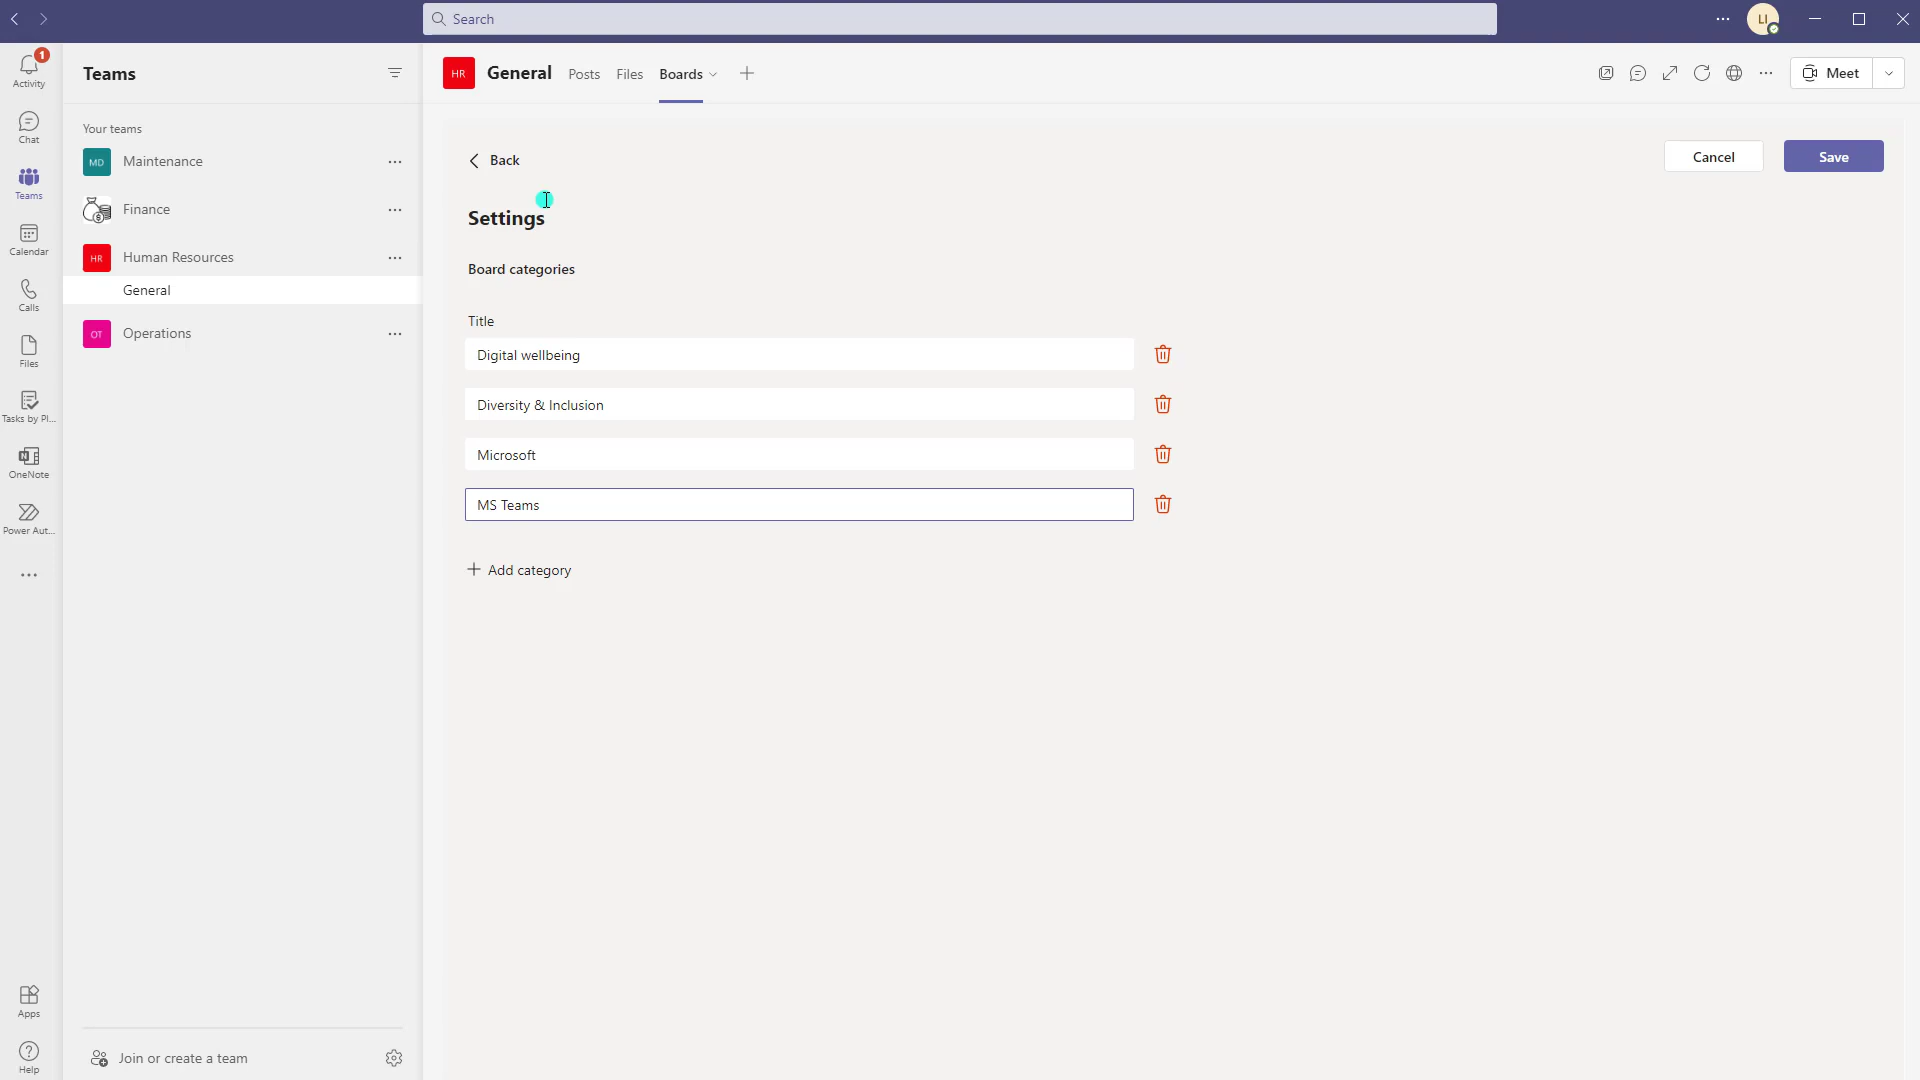 Search
LI
1
Activity
Chat
Teams
Calendar
Calls
Files
Tasks by Pl...
OneNote
Power Aut...
Apps
Help
Teams
Your teams
MD Maintenance
Finance
HR Human Resources
General
OT Operations
Join or create a team
HR General Posts Files Boards
Meet
Back
Cancel
Save
Settings
Board categories
Title
Digital wellbeing
Diversity & Inclusion
Microsoft
MS Teams
Add category